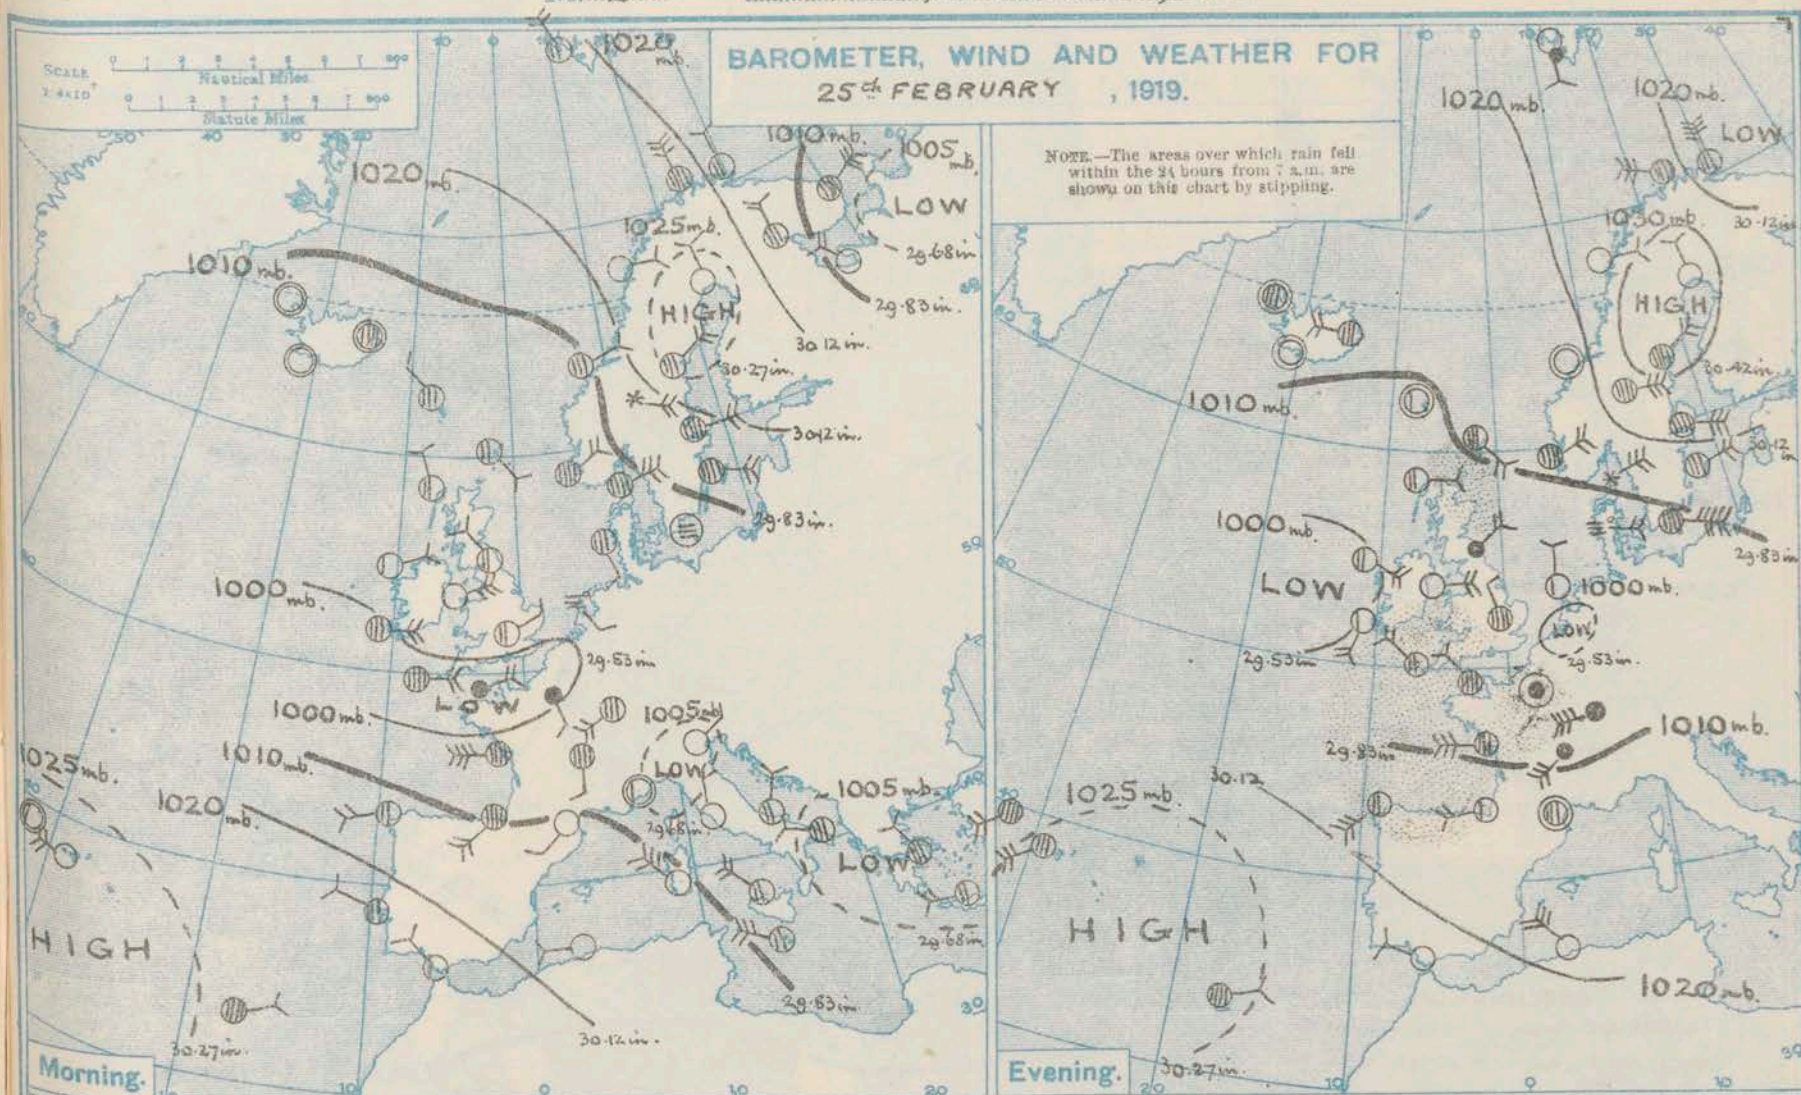 BAROMETER, WIND AND WEATHER FOR
25th FEBRUARY , 1919.
SCALE
Nautical Miles
Statute Miles
NOTE.—The areas over which rain fell
within the 24 hours from 7 a.m. are
shown on this chart by stippling.
1020 mb.
1010 mb.
1005 mb.
1020 mb.
LOW
1025 mb.
29.68 in.
1010 mb.
HIGH
29.83 in.
30.12 in.
30.27 in.
30.12 in.
29.83 in.
1000 mb.
29.53 in.
LOW
1000 mb.
1005 mb.
1010 mb.
1025 mb.
LOW
1005 mb.
1020 mb.
29.68 in.
LOW
HIGH
29.68 in.
29.83 in.
30.12 in.
30.27 in.
Morning.
10
0
10
20
1020 mb.
1020 mb.
LOW
1030 mb.
30.12 in.
HIGH
30.42 in.
1010 mb.
30.12 in.
1000 mb.
29.83 in.
LOW
1000 mb.
LOW
29.53 in.
29.53 in.
1010 mb.
29.83 in.
30.12
1025 mb.
HIGH
1020 mb.
30.27 in.
Evening.
20
10
0
10